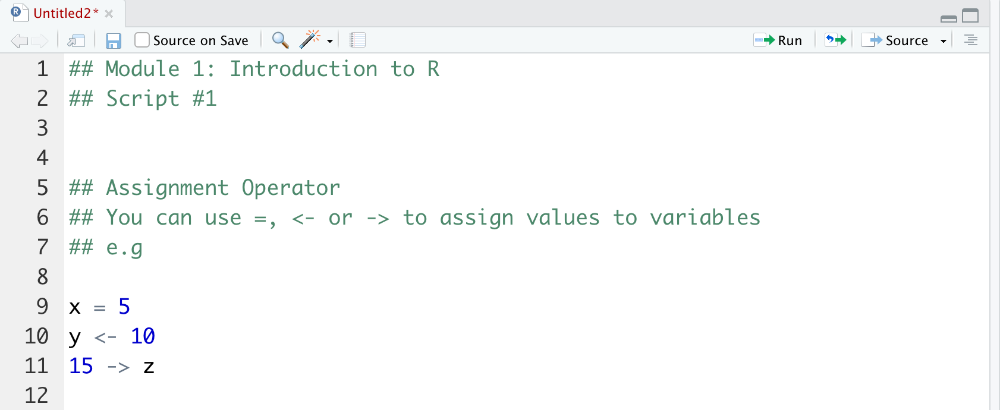 Untitled2*
Source on Save
Run
Source
1 ## Module 1: Introduction to R
2 ## Script #1
3
4
5 ## Assignment Operator
6 ## You can use =, <- or -> to assign values to variables
7 ## e.g
8
9 x = 5
10 y <- 10
11 15 -> z
12